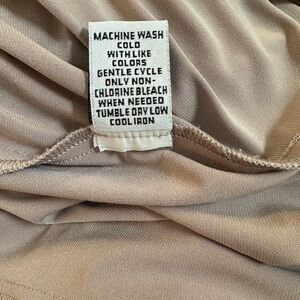 MACHINE WASH
COLD
WITH LIKE
COLORS
GENTLE CYCLE
ONLY NON-
CHLORINE BLEACH
WHEN NEEDED
TUMBLE DRY LOW
COOL IRON